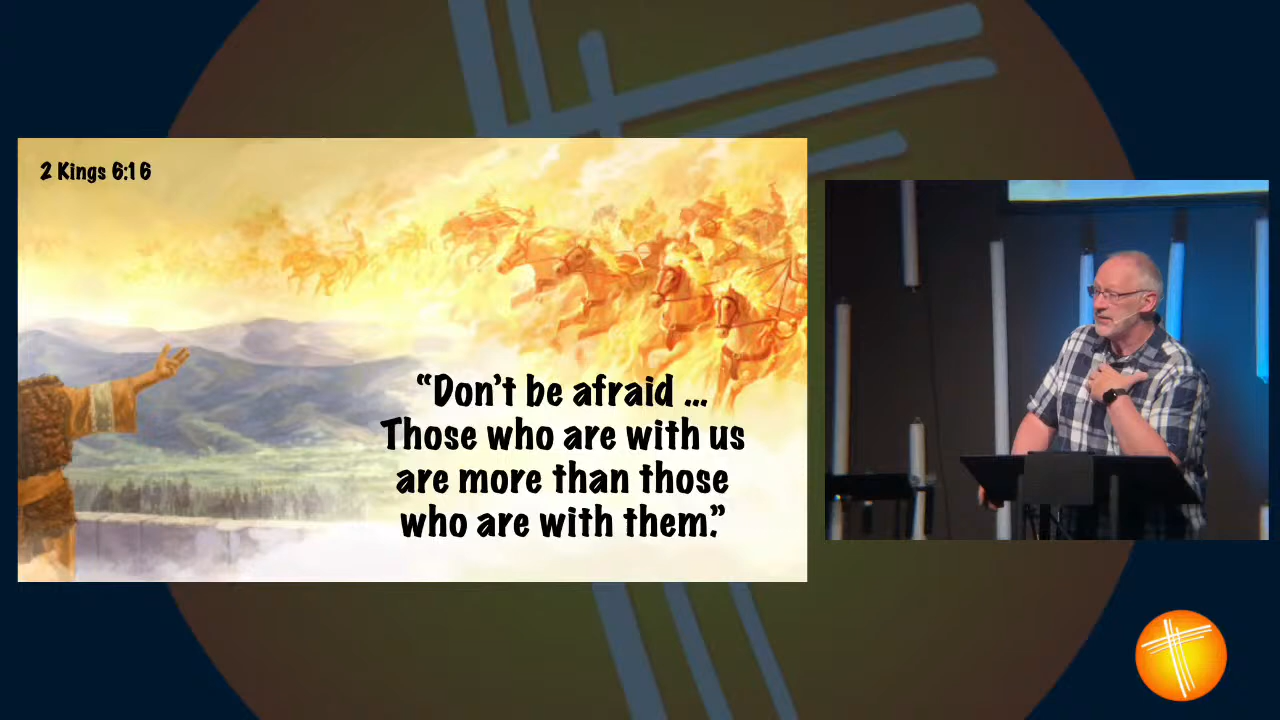 2 Kings 6:16
“Don’t be afraid ...
Those who are with us
are more than those
who are with them.”